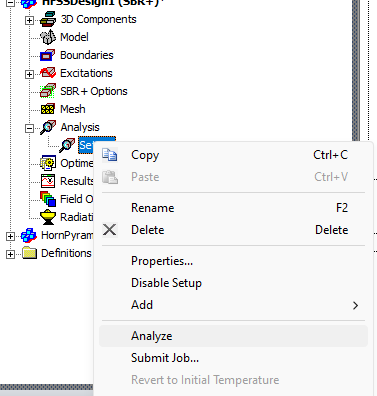 HFSSDesign1 (SBR+)*
3D Components
Model
Boundaries
Excitations
SBR+ Options
Mesh
Analysis
Se
Copy Ctrl+C
Optime
Paste Ctrl+V
Results
Field O
Rename F2
Radiati
Delete Delete
HornPyram
Definitions
Properties...
Disable Setup
Add
Analyze
Submit Job...
Revert to Initial Temperature